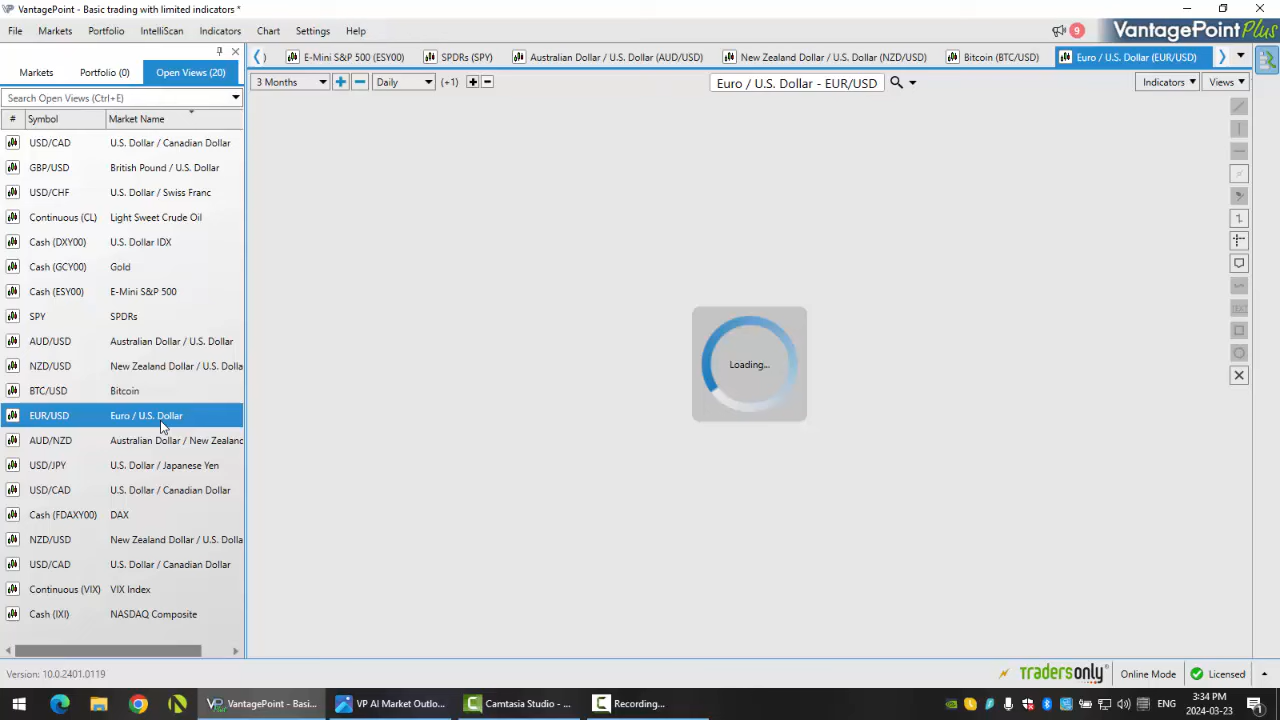 VantagePoint - Basic trading with limited indicators *
File Markets Portfolio IntelliScan Indicators Chart Settings Help
9
VANTAGEPOINT Plus
Markets Portfolio (0) Open Views (20)
E-Mini S&P 500 (ESY00) SPDRs (SPY) Australian Dollar / U.S. Dollar (AUD/USD) New Zealand Dollar / U.S. Dollar (NZD/USD) Bitcoin (BTC/USD) Euro / U.S. Dollar (EUR/USD)
Search Open Views (Ctrl+E)
3 Months Daily (+1) Euro / U.S. Dollar - EUR/USD Indicators Views
# Symbol Market Name
USD/CAD U.S. Dollar / Canadian Dollar
GBP/USD British Pound / U.S. Dollar
USD/CHF U.S. Dollar / Swiss Franc
Continuous (CL) Light Sweet Crude Oil
Cash (DXY00) U.S. Dollar IDX
Cash (GCY00) Gold
Cash (ESY00) E-Mini S&P 500
SPY SPDRs
AUD/USD Australian Dollar / U.S. Dollar
NZD/USD New Zealand Dollar / U.S. Dolla
BTC/USD Bitcoin
EUR/USD Euro / U.S. Dollar
AUD/NZD Australian Dollar / New Zealand
USD/JPY U.S. Dollar / Japanese Yen
USD/CAD U.S. Dollar / Canadian Dollar
Cash (FDAXY00) DAX
NZD/USD New Zealand Dollar / U.S. Dolla
USD/CAD U.S. Dollar / Canadian Dollar
Continuous (VIX) VIX Index
Cash (IXI) NASDAQ Composite
Loading...
TEXT
Version: 10.0.2401.0119
tradersonly Online Mode Licensed
VantagePoint - Basi... VP AI Market Outlo... Camtasia Studio - ... Recording...
ENG
3:34 PM
2024-03-23
1